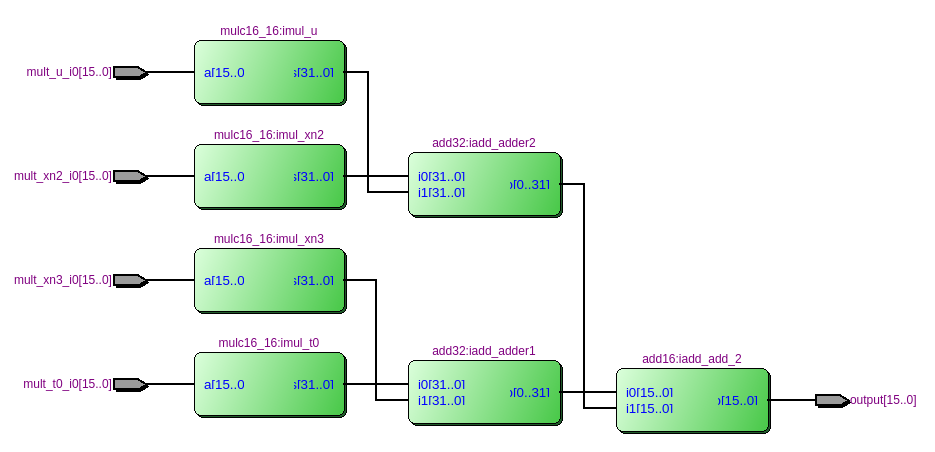 mulc16_16:imul_u
mult_u_i0[15..0]
a[15..0
s[31..0]
mulc16_16:imul_xn2
mult_xn2_i0[15..0]
a[15..0
s[31..0]
add32:iadd_adder2
i0[31..0]
i1[31..0]
o[0..31]
mulc16_16:imul_xn3
mult_xn3_i0[15..0]
a[15..0
s[31..0]
mulc16_16:imul_t0
mult_t0_i0[15..0]
a[15..0
s[31..0]
add32:iadd_adder1
i0[31..0]
i1[31..0]
o[0..31]
add16:iadd_add_2
i0[15..0]
i1[15..0]
o[15..0]
output[15..0]